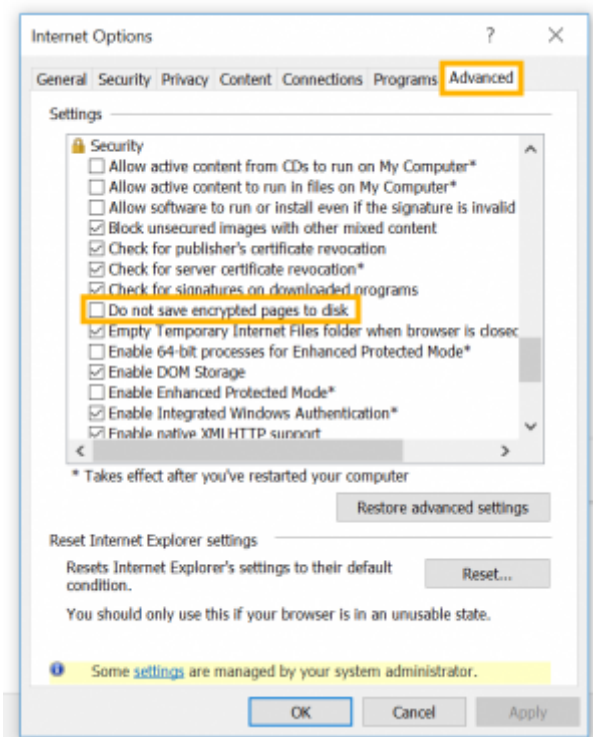 Internet Options
General Security Privacy Content Connections Programs Advanced
Settings
Security
Allow active content from CDs to run on My Computer*
Allow active content to run in files on My Computer*
Allow software to run or install even if the signature is invalid
Block unsecured images with other mixed content
Check for publisher's certificate revocation
Check for server certificate revocation*
Check for signatures on downloaded programs
Do not save encrypted pages to disk
Empty Temporary Internet Files folder when browser is closed
Enable 64-bit processes for Enhanced Protected Mode*
Enable DOM Storage
Enable Enhanced Protected Mode*
Enable Integrated Windows Authentication*
Enable native XMLHTTP support
* Takes effect after you've restarted your computer
Restore advanced settings
Reset Internet Explorer settings
Resets Internet Explorer's settings to their default
condition.
Reset...
You should only use this if your browser is in an unusable state.
Some settings are managed by your system administrator.
OK Cancel Apply